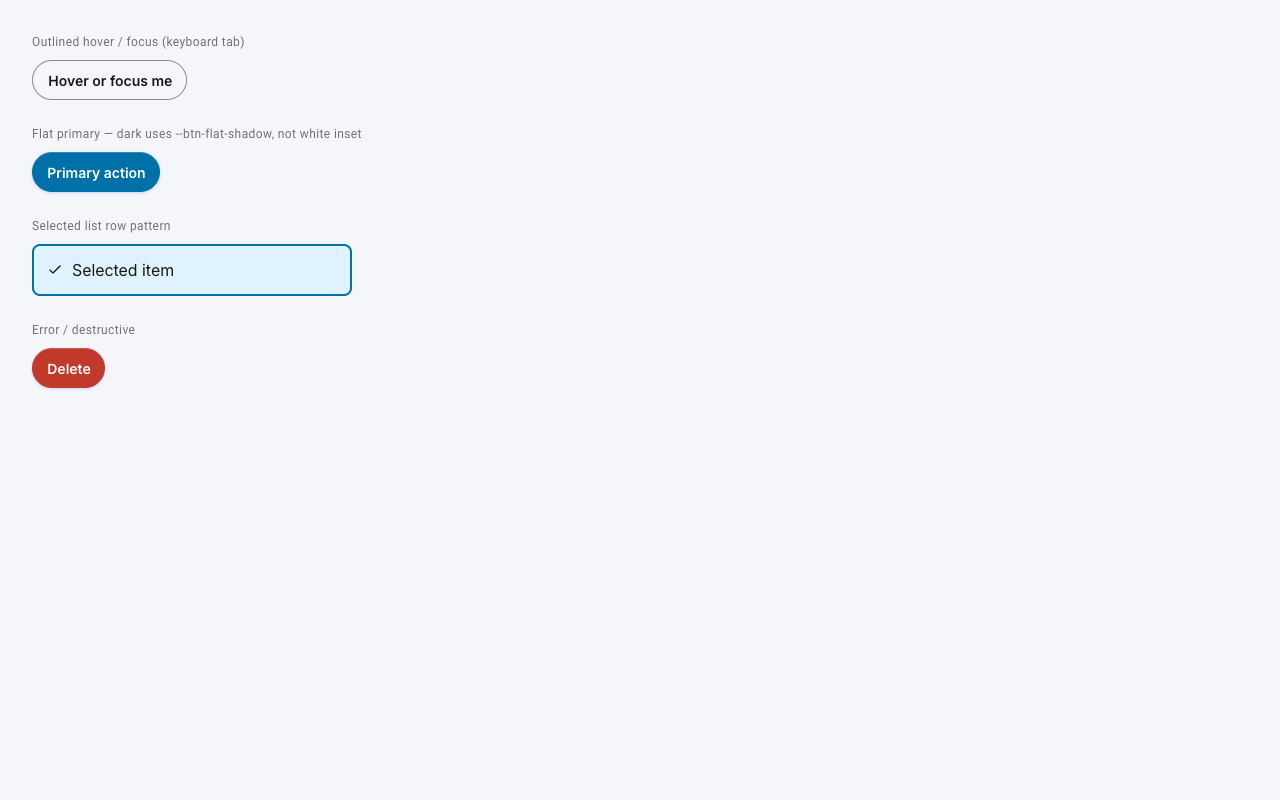 Outlined hover / focus (keyboard tab)
Hover or focus me
Flat primary — dark uses --btn-flat-shadow, not white inset
Primary action
Selected list row pattern
Selected item
Error / destructive
Delete